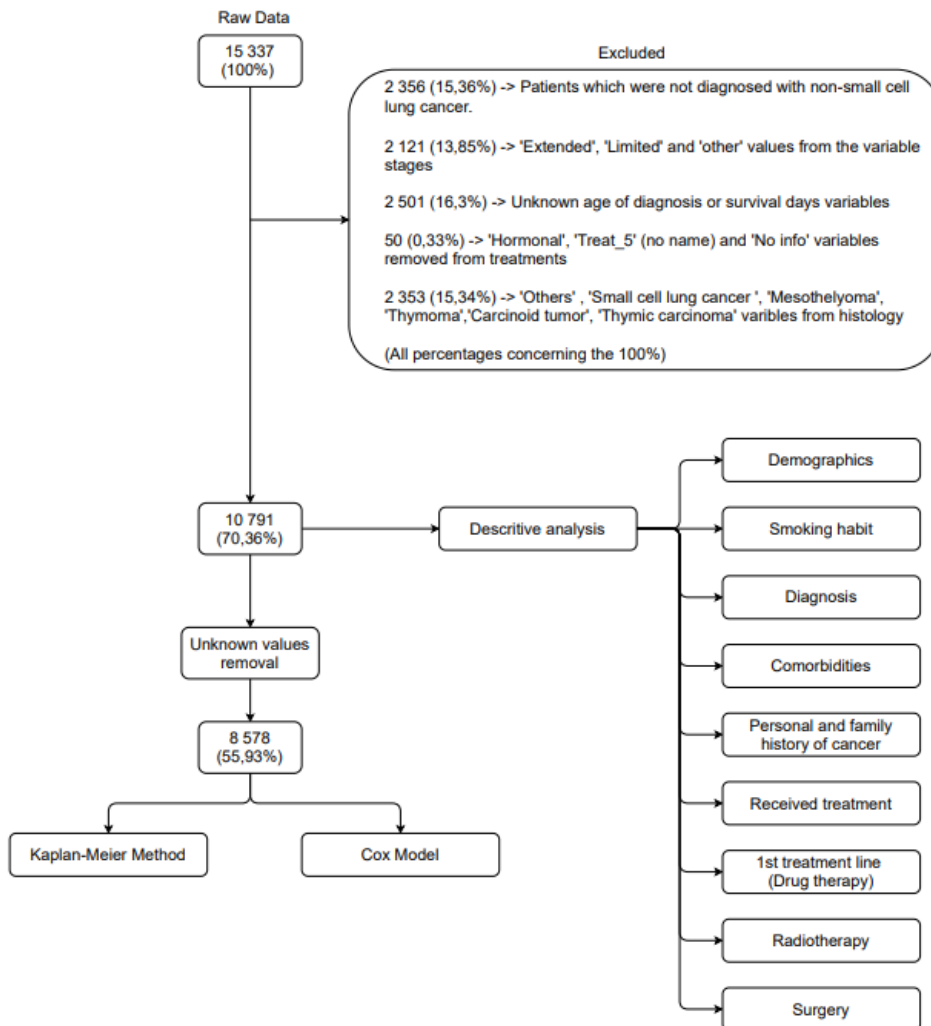 Raw Data
15 337
(100%)
Excluded
2 356 (15,36%) -> Patients which were not diagnosed with non-small cell
lung cancer.
2 121 (13,85%) -> 'Extended', 'Limited' and 'other' values from the variable
stages
2 501 (16,3%) -> Unknown age of diagnosis or survival days variables
50 (0,33%) -> 'Hormonal', 'Treat_5' (no name) and 'No info' variables
removed from treatments
2 353 (15,34%) -> 'Others' , 'Small cell lung cancer ', 'Mesothelyoma',
'Thymoma','Carcinoid tumor', 'Thymic carcinoma' varibles from histology
(All percentages concerning the 100%)
10 791
(70,36%)
Descritive analysis
Demographics
Smoking habit
Diagnosis
Comorbidities
Personal and family
history of cancer
Received treatment
1st treatment line
(Drug therapy)
Radiotherapy
Surgery
Unknown values
removal
8 578
(55,93%)
Kaplan-Meier Method
Cox Model